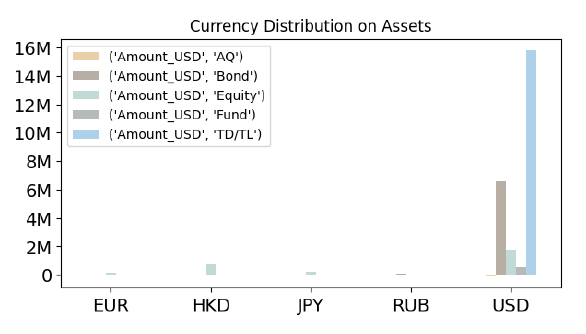 Currency Distribution on Assets
16M
14M
12M
10M
8M
6M
4M
2M
0
('Amount_USD', 'AQ')
('Amount_USD', 'Bond')
('Amount_USD', 'Equity')
('Amount_USD', 'Fund')
('Amount_USD', 'TD/TL')
EUR HKD JPY RUB USD